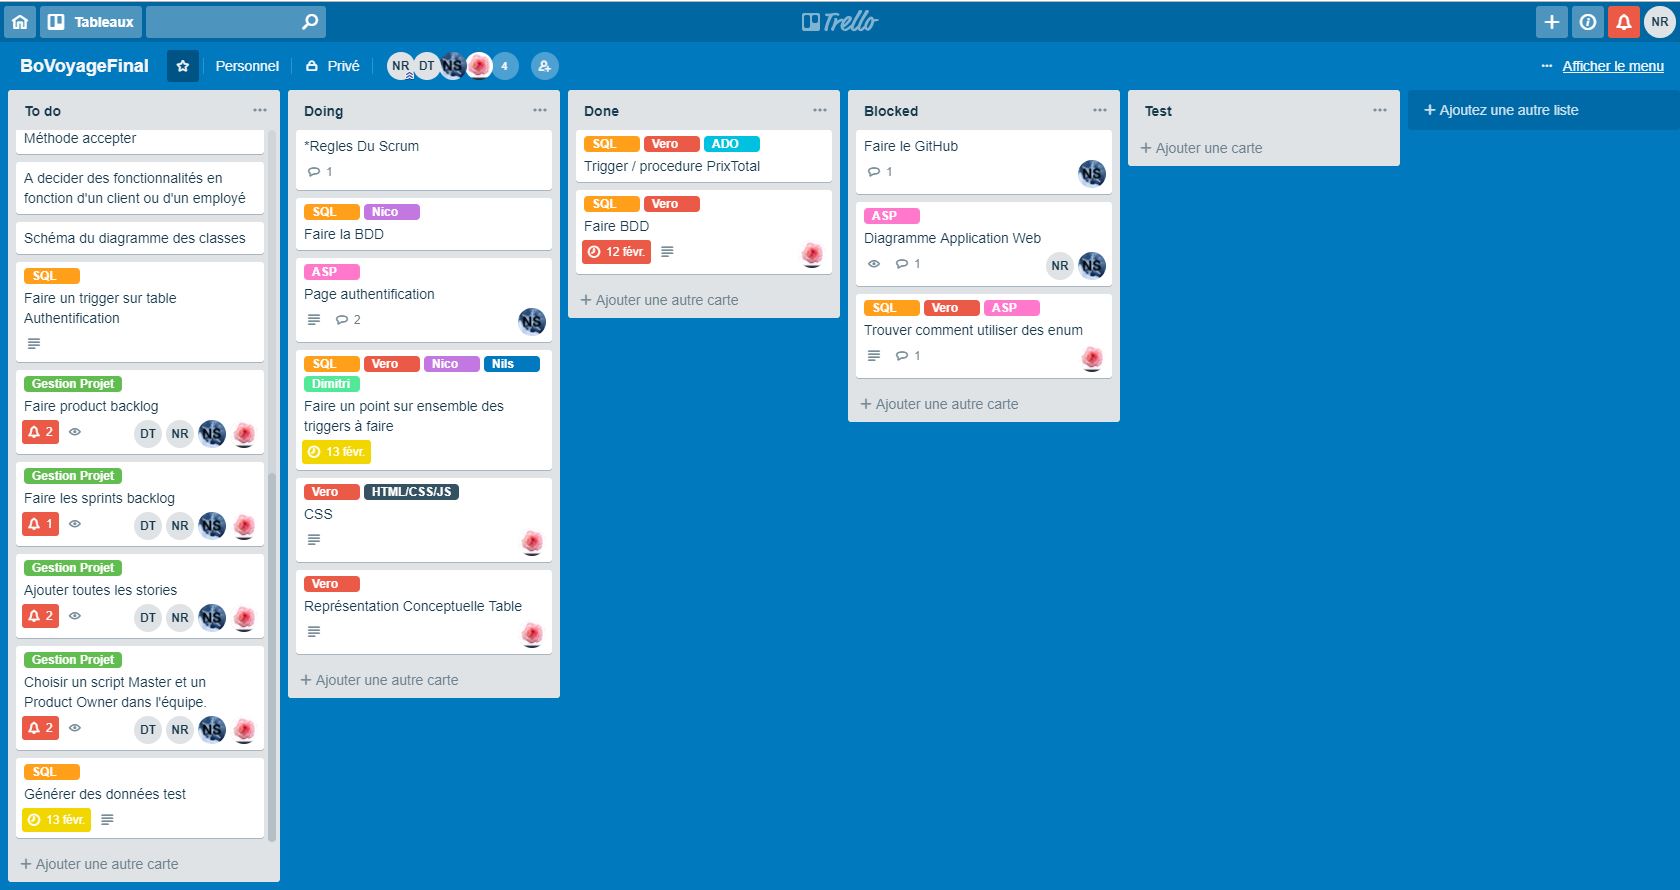 Tableaux
Trello
NR
BoVoyageFinal
Personnel
Privé
NR DT NS 4
Afficher le menu
To do
Méthode accepter
A decider des fonctionnalités en
fonction d'un client ou d'un employé
Schéma du diagramme des classes
SQL
Faire un trigger sur table
Authentification
Gestion Projet
Faire product backlog
2 DT NR NS
Gestion Projet
Faire les sprints backlog
1 DT NR NS
Gestion Projet
Ajouter toutes les stories
2 DT NR NS
Gestion Projet
Choisir un script Master et un
Product Owner dans l'équipe.
2 DT NR NS
SQL
Générer des données test
13 févr.
+ Ajouter une autre carte
Doing
*Regles Du Scrum
1
SQL Nico
Faire la BDD
ASP
Page authentification
2 NS
SQL Vero Nico Nils
Dimitri
Faire un point sur ensemble des
triggers à faire
13 févr.
Vero HTML/CSS/JS
CSS
Vero
Représentation Conceptuelle Table
+ Ajouter une autre carte
Done
SQL Vero ADO
Trigger / procedure PrixTotal
SQL Vero
Faire BDD
12 févr.
+ Ajouter une autre carte
Blocked
Faire le GitHub
1 NS
ASP
Diagramme Application Web
1 NR NS
SQL Vero ASP
Trouver comment utiliser des enum
1
+ Ajouter une autre carte
Test
+ Ajouter une carte
+ Ajoutez une autre liste